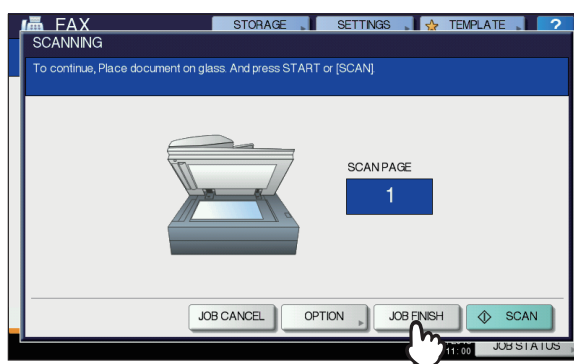 FAX
STORAGE
SETTINGS
TEMPLATE
?
SCANNING
To continue, Place document on glass. And press START or [SCAN]
SCAN PAGE
1
JOB CANCEL
OPTION
JOB FINISH
SCAN
11:00
JOB STATUS